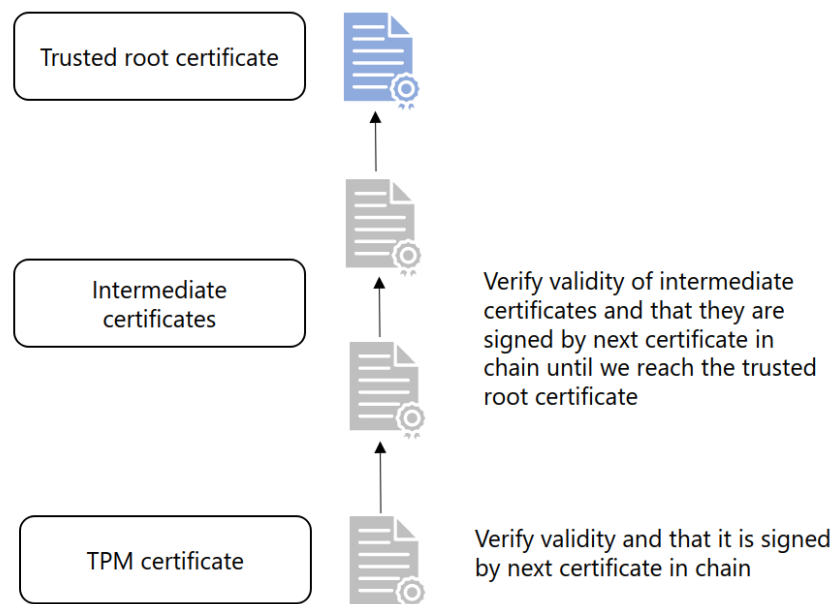 Trusted root certificate
Intermediate
certificates
Verify validity of intermediate
certificates and that they are
signed by next certificate in
chain until we reach the trusted
root certificate
TPM certificate
Verify validity and that it is signed
by next certificate in chain